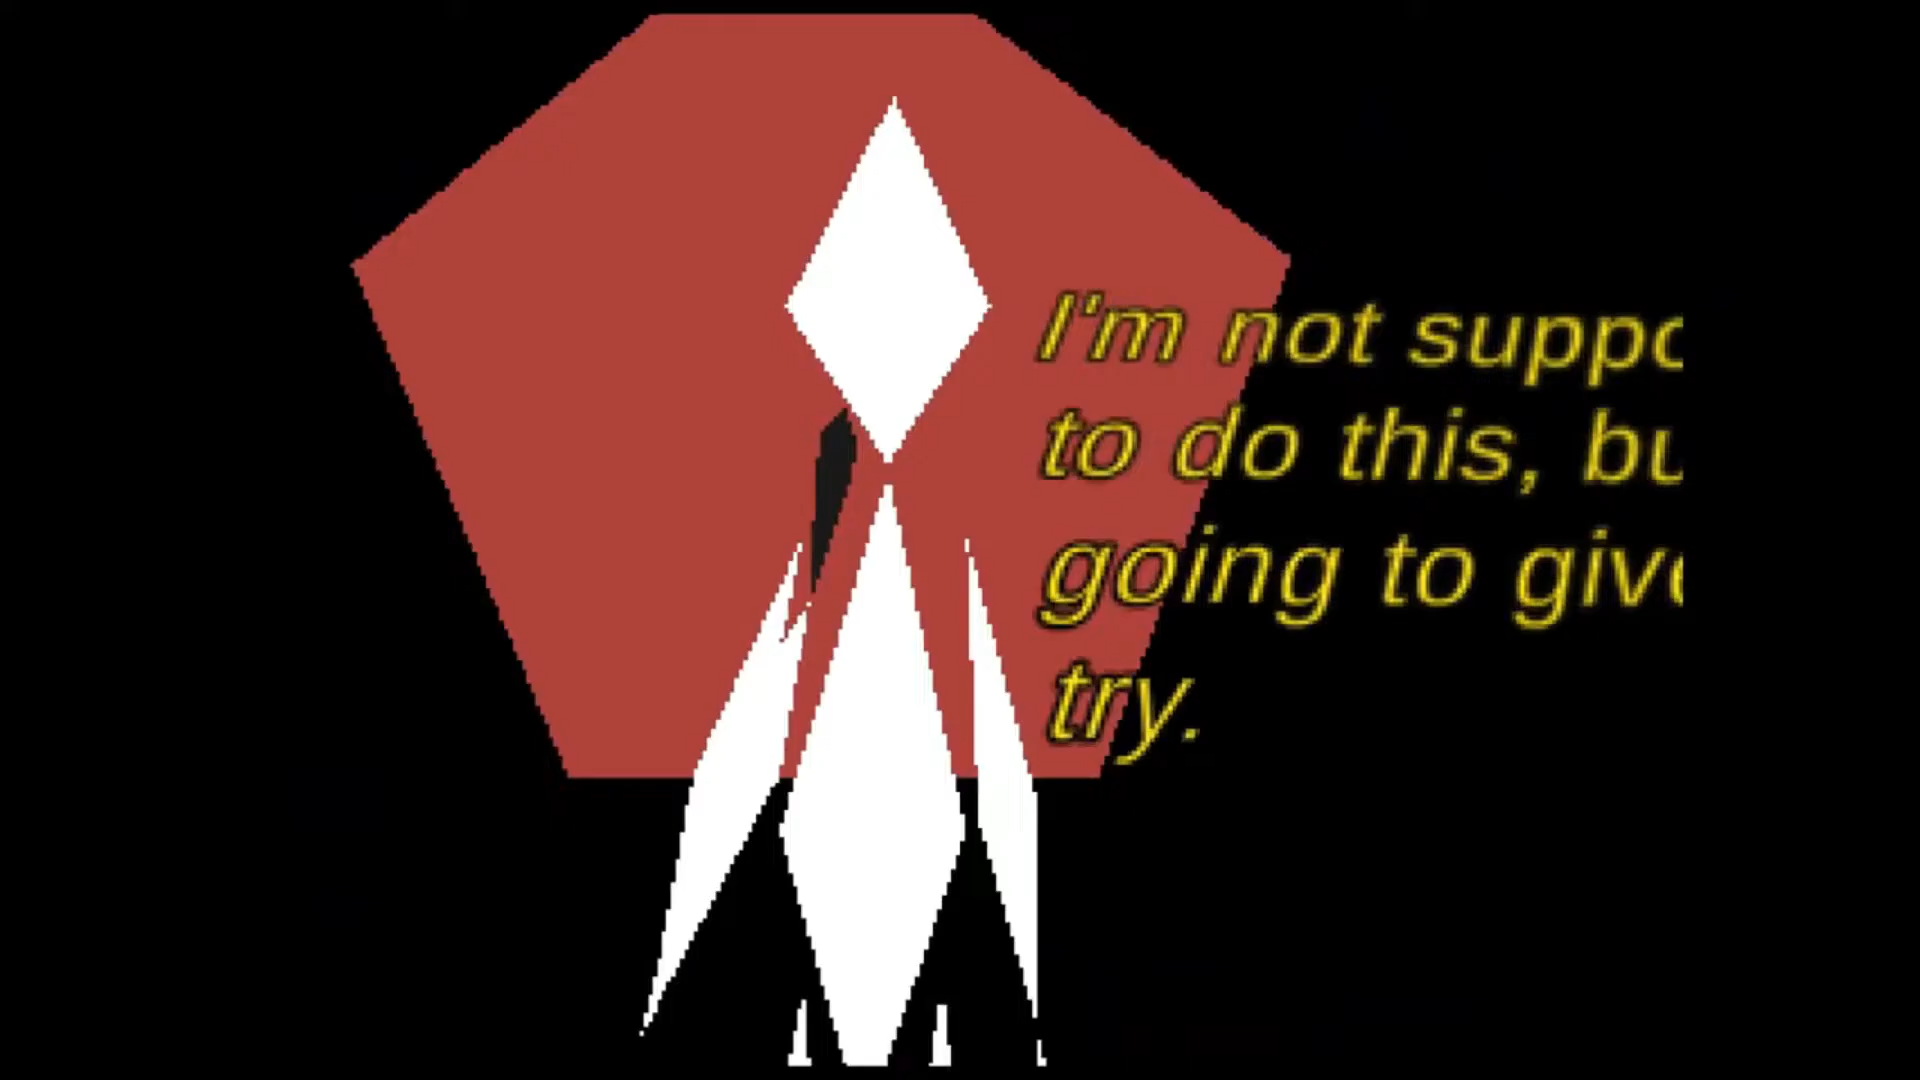 I'm not suppo
to do this, bu
going to give
try.